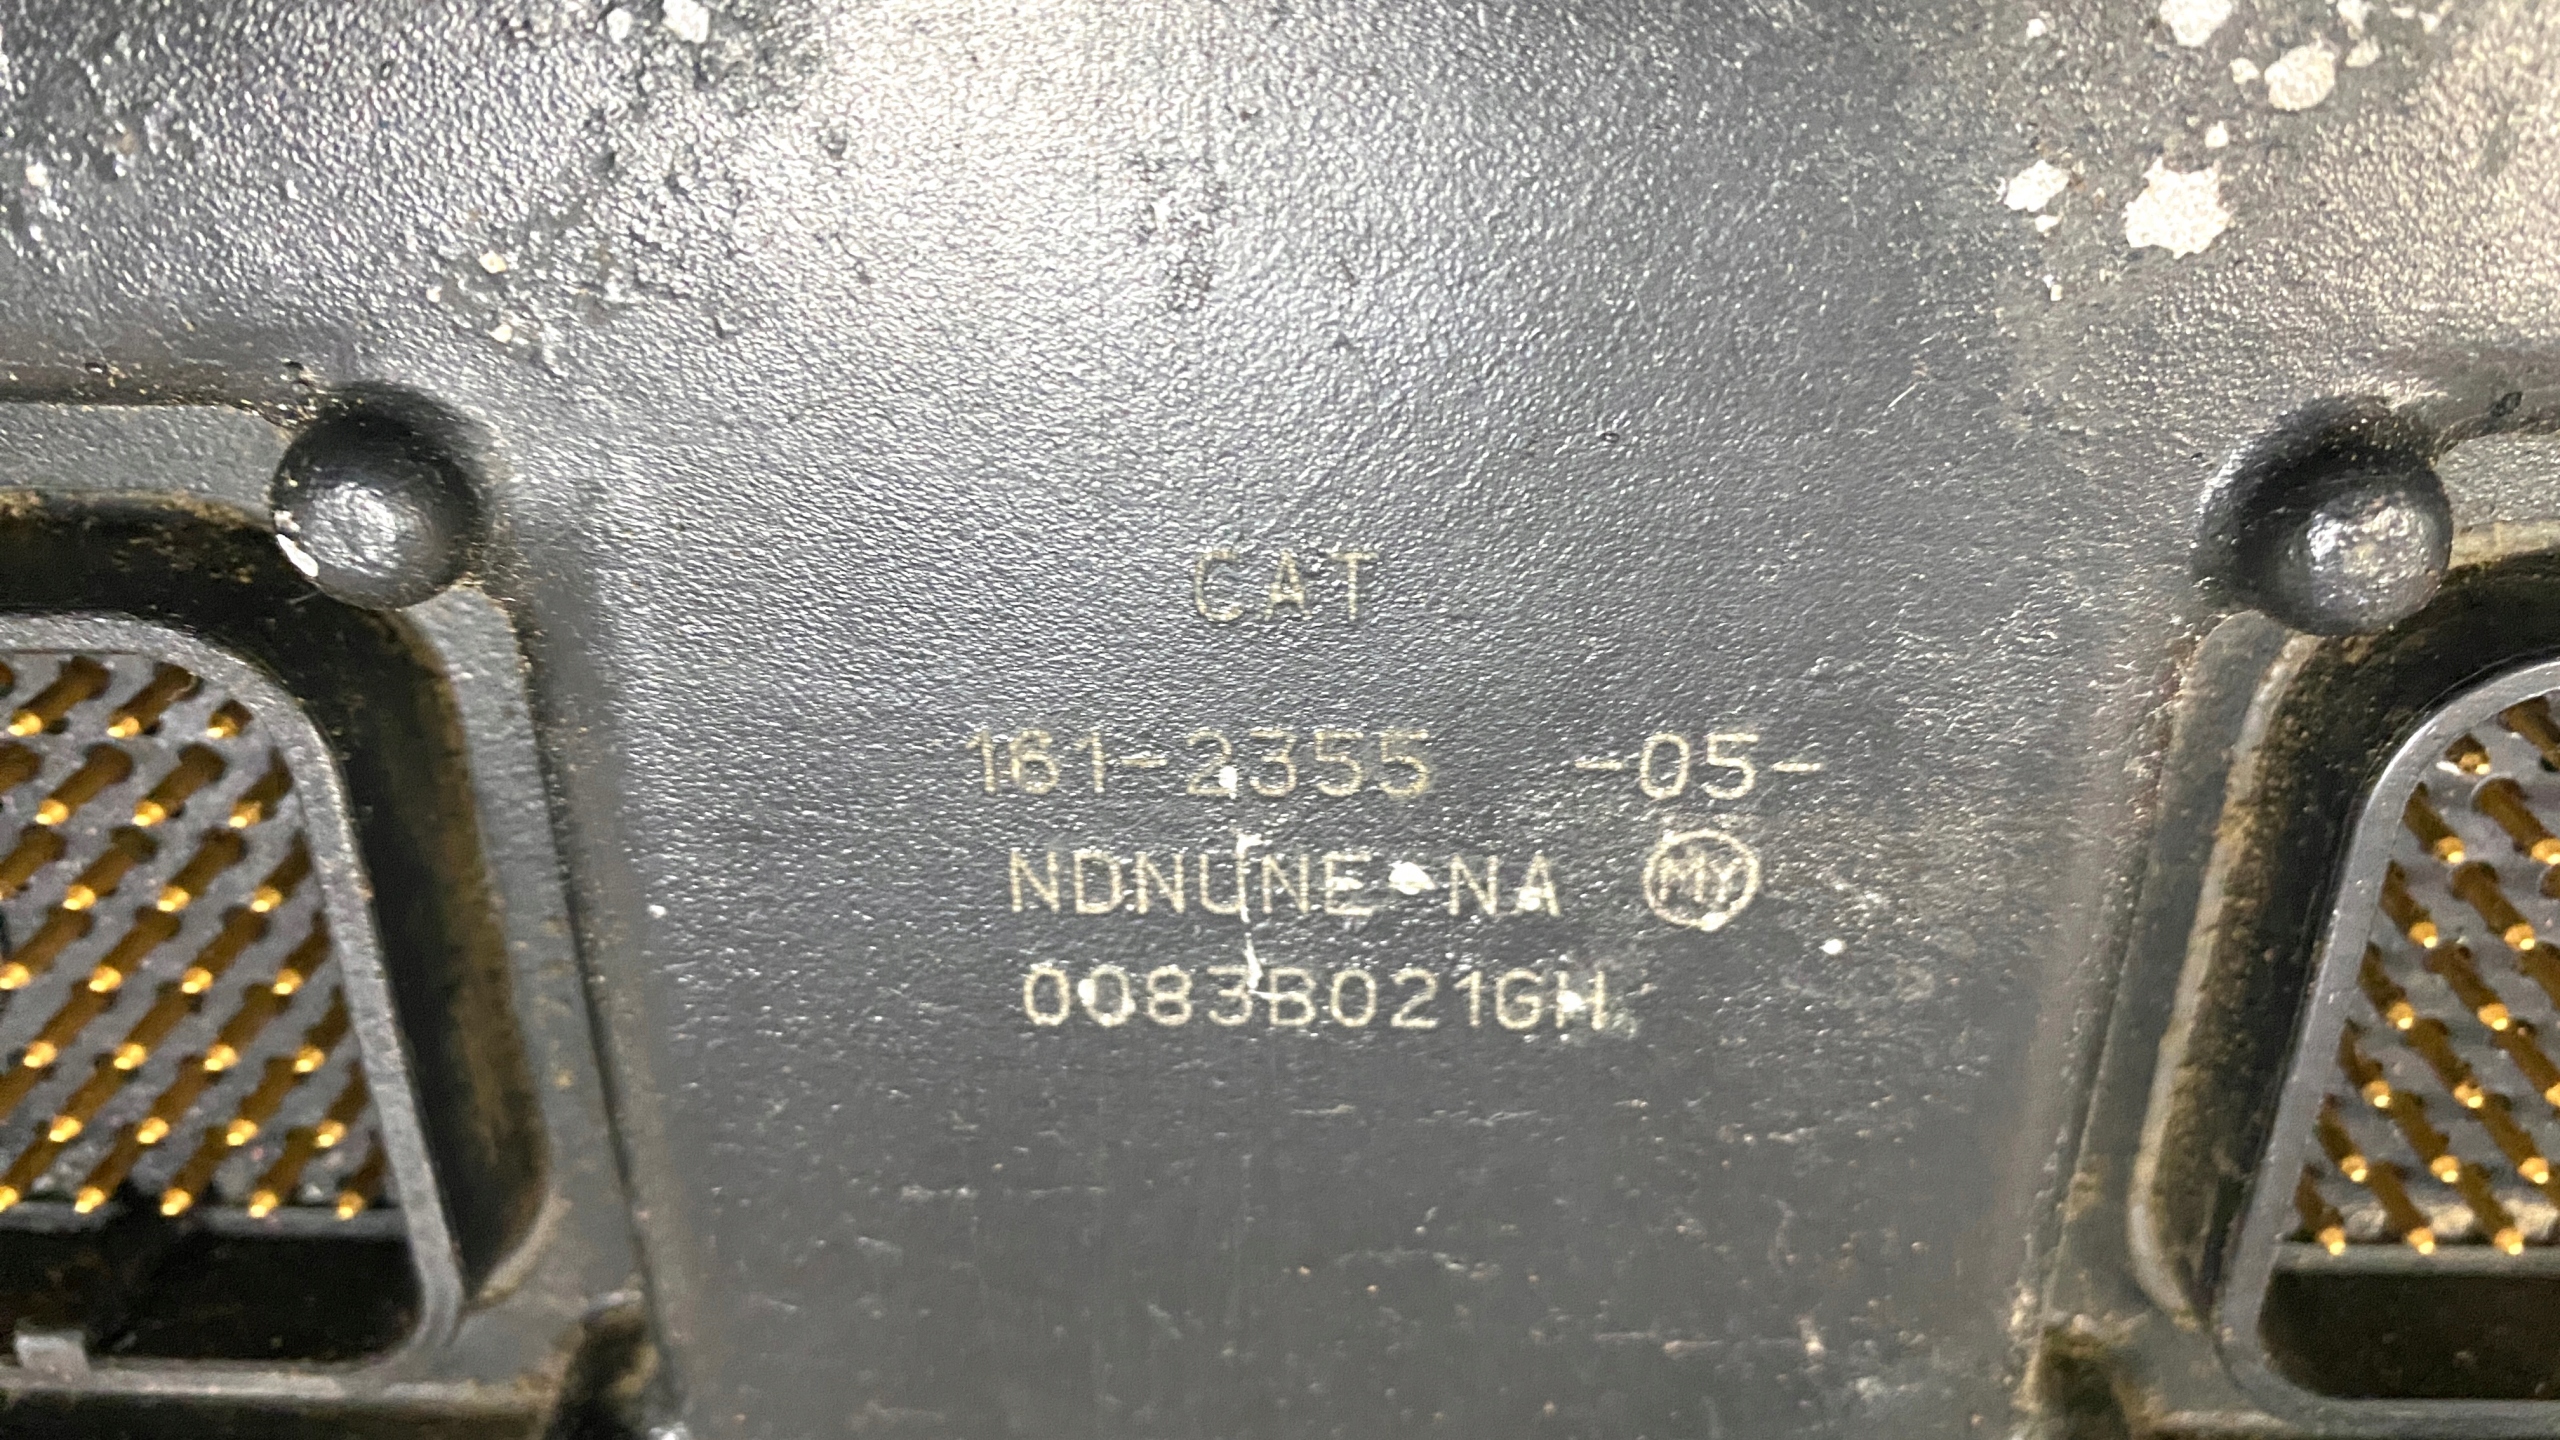 CAT
161-2355 -05-
NDNUNE-NA MY
0083B021GH